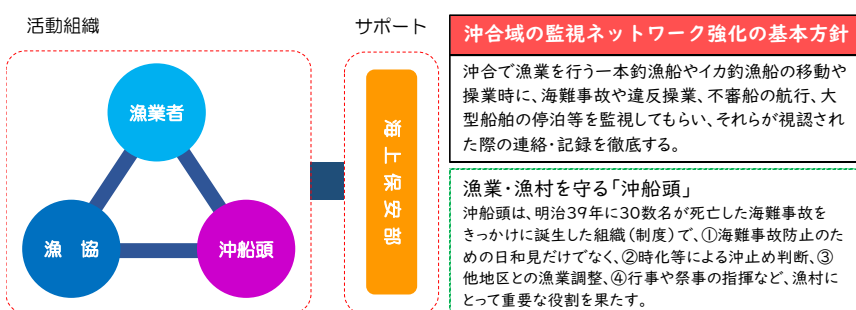 活動組織
サポート
漁業者
漁　協
沖船頭
海上保安部
沖合域の監視ネットワーク強化の基本方針
沖合で漁業を行う一本釣漁船やイカ釣漁船の移動や
操業時に、海難事故や違反操業、不審船の航行、大
型船舶の停泊等を監視してもらい、それらが視認され
た際の連絡・記録を徹底する。
漁業・漁村を守る「沖船頭」
沖船頭は、明治39年に30数名が死亡した海難事故を
きっかけに誕生した組織(制度)で、①海難事故防止のた
めの日和見だけでなく、②時化等による沖止め判断、③
他地区との漁業調整、④行事や祭事の指揮など、漁村に
とって重要な役割を果たす。